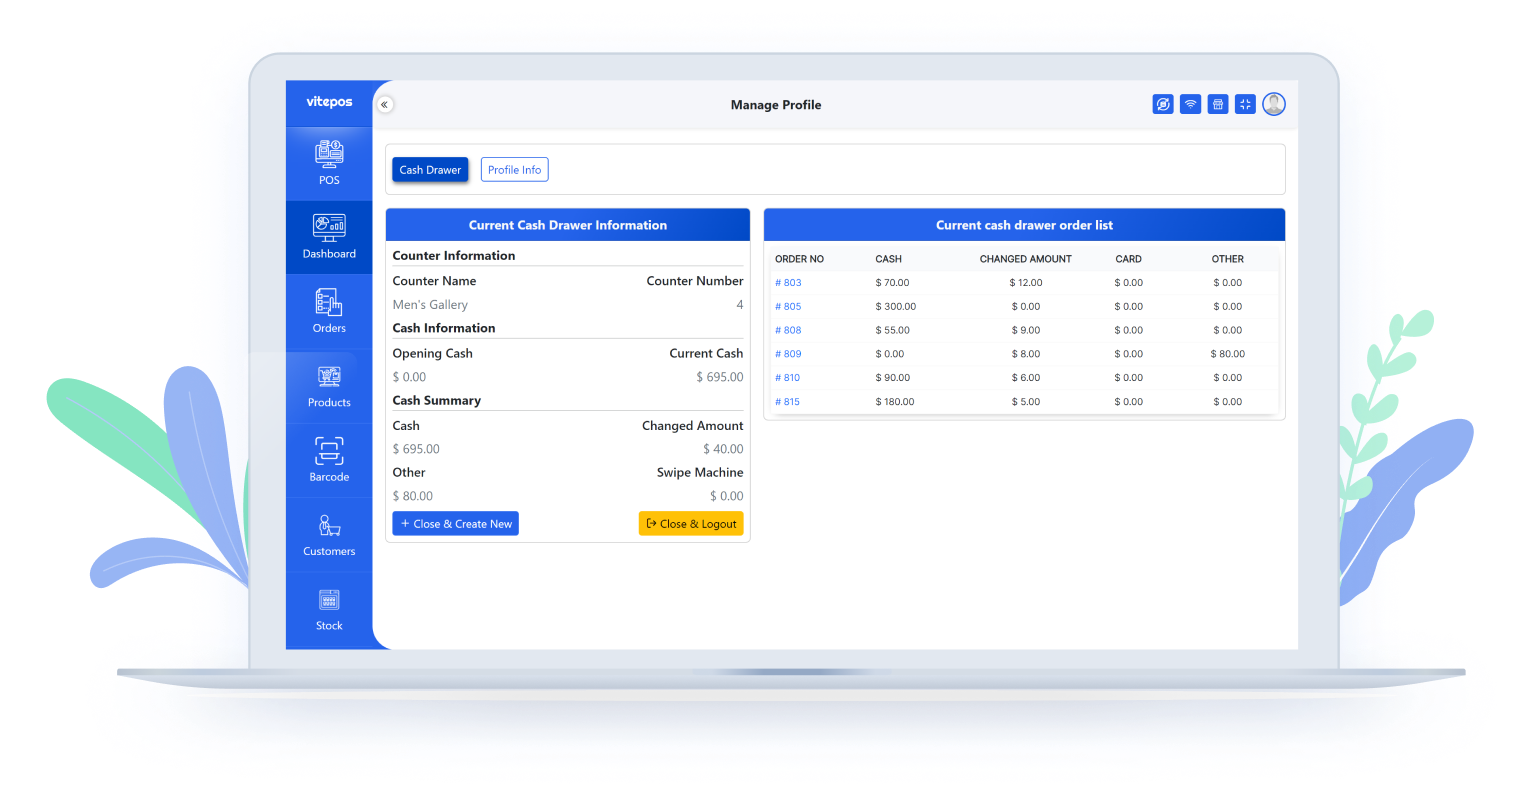 vitepos
Manage Profile
POS
Dashboard
Orders
Products
Barcode
Customers
Stock
Cash Drawer Profile Info
Current Cash Drawer Information
Counter Information
Counter Name Counter Number
Men's Gallery 4
Cash Information
Opening Cash Current Cash
$ 0.00 $ 695.00
Cash Summary
Cash Changed Amount
$ 695.00 $ 40.00
Other Swipe Machine
$ 80.00 $ 0.00
+ Close & Create New Close & Logout
Current cash drawer order list
ORDER NO CASH CHANGED AMOUNT CARD OTHER
# 803 $ 70.00 $ 12.00 $ 0.00 $ 0.00
# 805 $ 300.00 $ 0.00 $ 0.00 $ 0.00
# 808 $ 55.00 $ 9.00 $ 0.00 $ 0.00
# 809 $ 0.00 $ 8.00 $ 0.00 $ 80.00
# 810 $ 90.00 $ 6.00 $ 0.00 $ 0.00
# 815 $ 180.00 $ 5.00 $ 0.00 $ 0.00